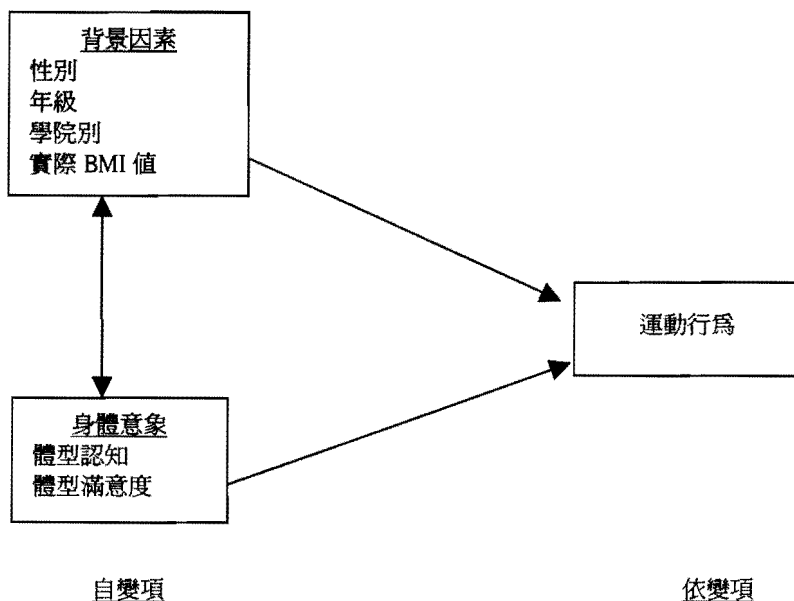 背景因素
性別
年級
學院別
實際 BMI 值
運動行爲
身體意象
體型認知
體型滿意度
自變項
依變項